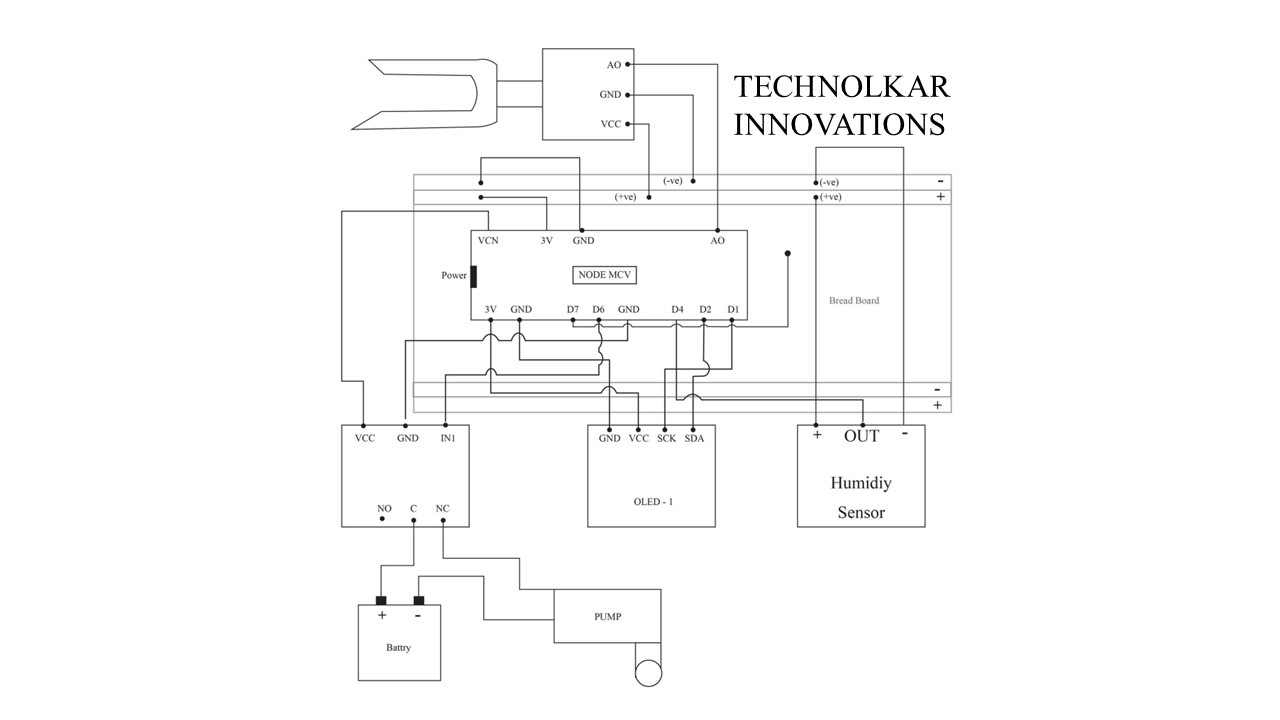 AO
GND
VCC
TECHNOLKAR
INNOVATIONS
(-ve)
(-ve)
-
(+ve)
(+ve)
+
VCN
3V
GND
AO
Power
NODE MCV
Bread Board
3V
GND
D7
D6
GND
D4
D2
D1
-
+
VCC
GND
IN1
NO
C
NC
GND
VCC
SCK
SDA
OLED - 1
+
OUT
-
Humidiy
Sensor
+
-
Battry
PUMP